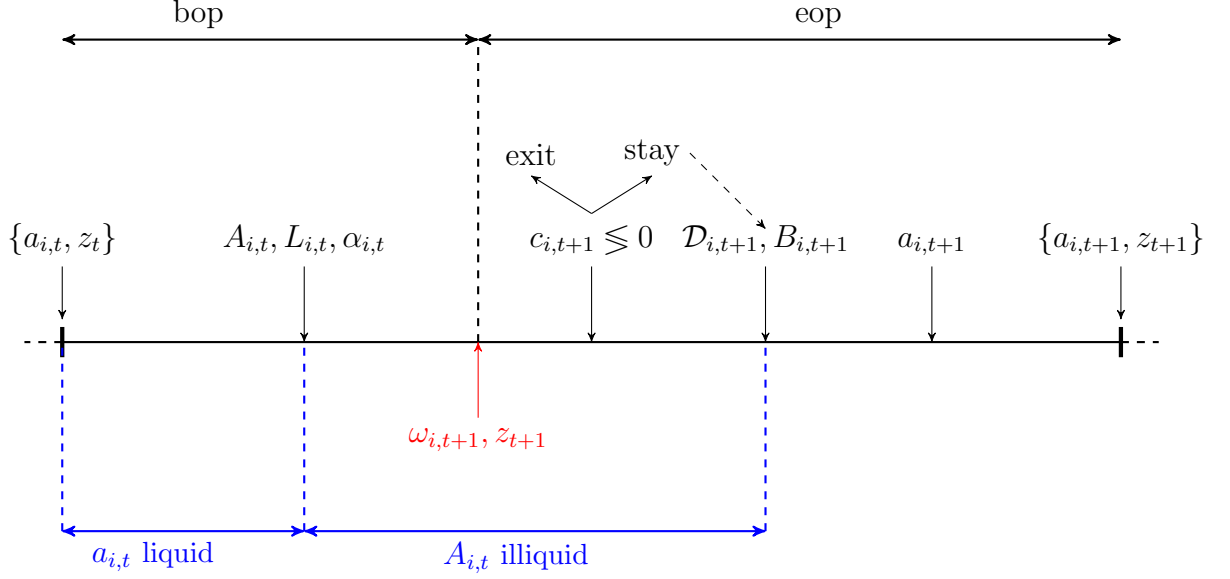 bop eop
exit stay
{a_{i,t}, z_t} A_{i,t}, L_{i,t}, α_{i,t} c_{i,t+1} ⪋ 0 𝒟_{i,t+1}, B_{i,t+1} a_{i,t+1} {a_{i,t+1}, z_{t+1}}
ω_{i,t+1}, z_{t+1}
a_{i,t} liquid A_{i,t} illiquid